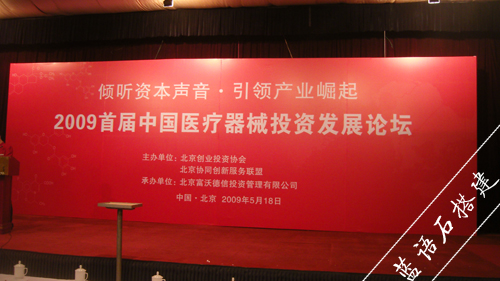 倾听资本声音·引领产业崛起
2009首届中国医疗器械投资发展论坛
主办单位：北京创业投资协会
北京协同创新服务联盟
承办单位：北京富沃德信投资管理有限公司
中国·北京 2009年5月18日
蓝语石搭建